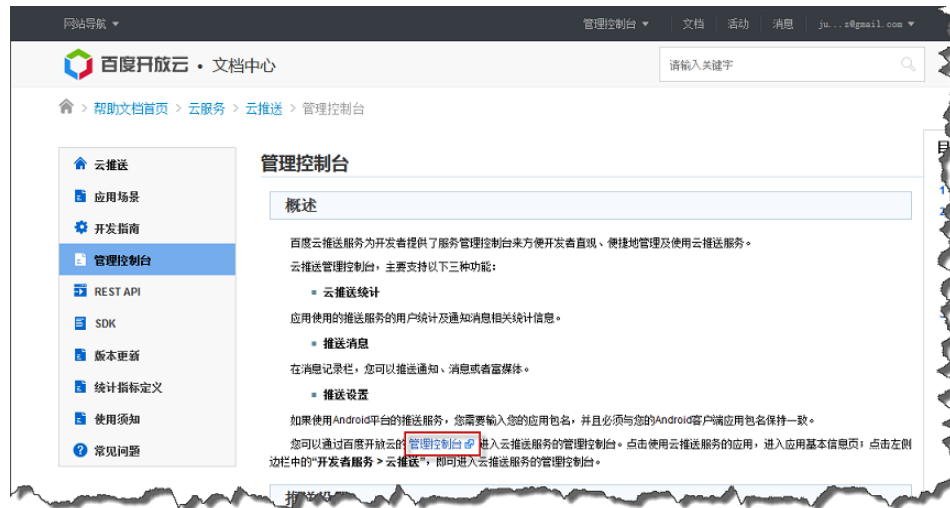 网站导航 管理控制台 文档 活动 消息 ju...z@gmail.com
百度开放云 · 文档中心 请输入关键字
> 帮助文档首页 > 云服务 > 云推送 > 管理控制台
云推送
应用场景
开发指南
管理控制台
REST API
SDK
版本更新
统计指标定义
使用须知
常见问题
管理控制台
概述
百度云推送服务为开发者提供了服务管理控制台来方便开发者直观、便捷地管理及使用云推送服务。
云推送管理控制台，主要支持以下三种功能：
云推送统计
应用使用的推送服务的用户统计及通知消息相关统计信息。
推送消息
在消息记录栏，您可以推送通知、消息或者富媒体。
推送设置
如果使用Android平台的推送服务，您需要输入您的应用包名，并且必须与您的Android客户端应用包名保持一致。
您可以通过百度开放云的 管理控制台 进入云推送服务的管理控制台。点击使用云推送服务的应用，进入应用基本信息页；点击左侧
边栏中的“开发者服务 > 云推送”，即可进入云推送服务的管理控制台。